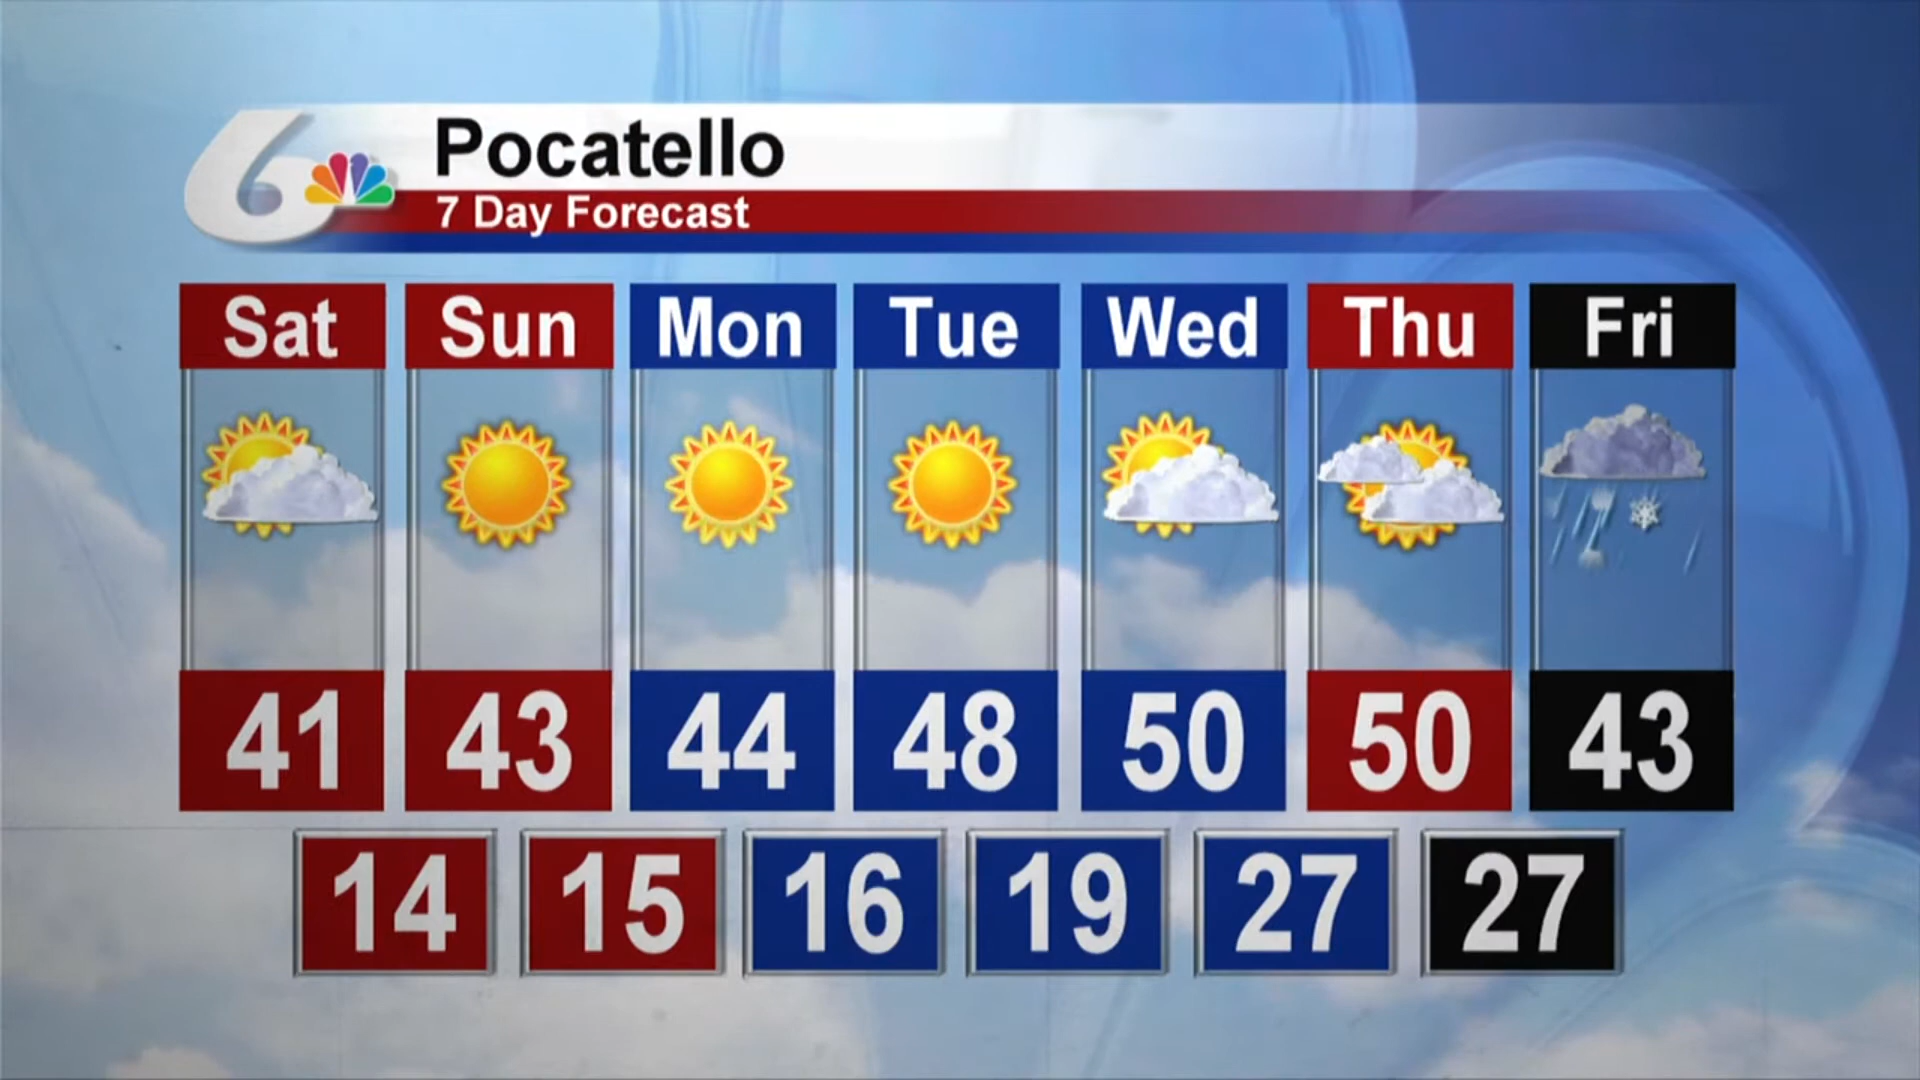 6
Pocatello
7 Day Forecast
Sat Sun Mon Tue Wed Thu Fri
41 43 44 48 50 50 43
14 15 16 19 27 27